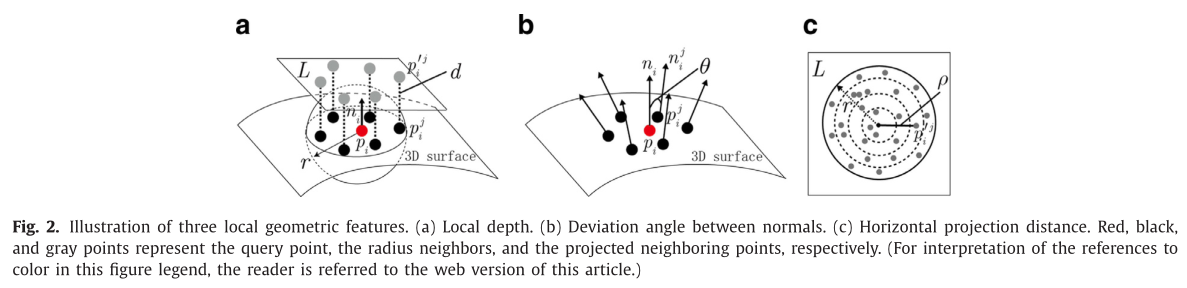 a
b
c
L
p_i'^j
d
n_i
p_i^j
p_i
r
3D surface
n_i
n_i^j
θ
p_i^j
p_i
3D surface
L
r
ρ
p_i'^j
Fig. 2. Illustration of three local geometric features. (a) Local depth. (b) Deviation angle between normals. (c) Horizontal projection distance. Red, black,
and gray points represent the query point, the radius neighbors, and the projected neighboring points, respectively. (For interpretation of the references to
color in this figure legend, the reader is referred to the web version of this article.)